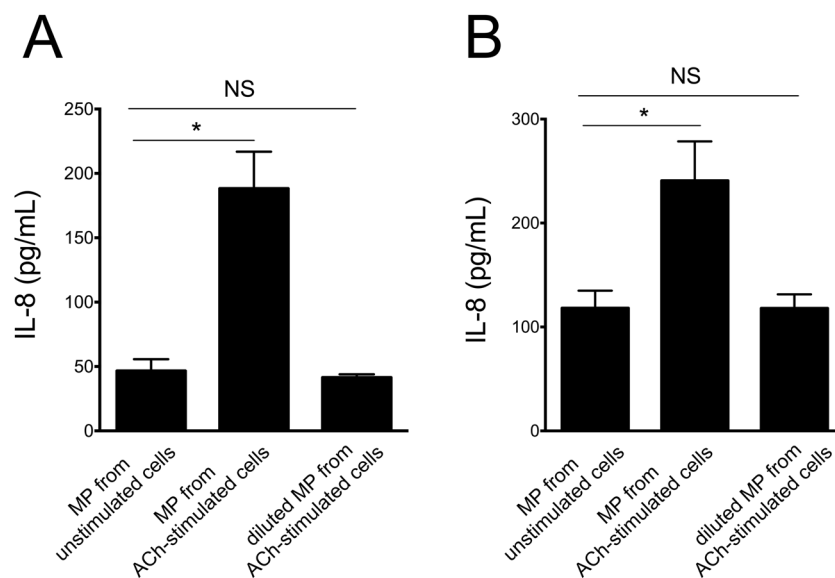 A
NS
*
IL-8 (pg/mL)
250
200
150
100
50
0
MP from
unstimulated cells
MP from
ACh-stimulated cells
diluted MP from
ACh-stimulated cells
B
NS
*
IL-8 (pg/mL)
300
200
100
0
MP from
unstimulated cells
MP from
ACh-stimulated cells
diluted MP from
ACh-stimulated cells